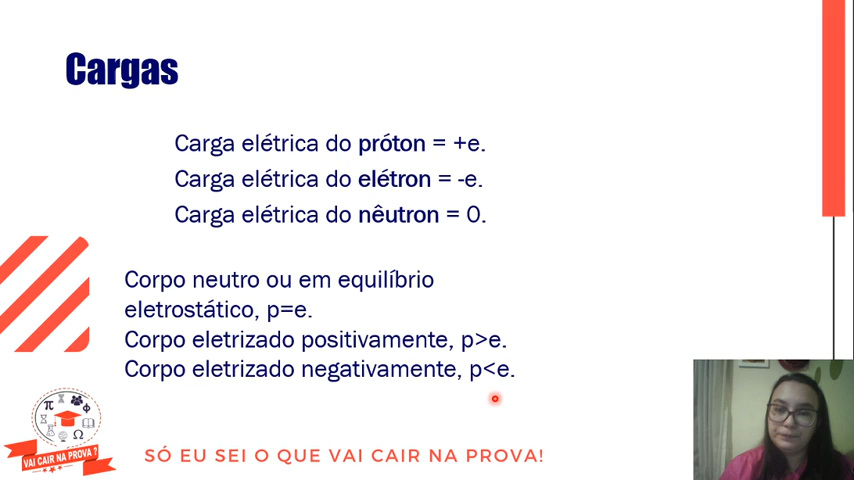 Cargas
Carga elétrica do próton = +e.
Carga elétrica do elétron = -e.
Carga elétrica do nêutron = 0.
Corpo neutro ou em equilíbrio
eletrostático, p=e.
Corpo eletrizado positivamente, p>e.
Corpo eletrizado negativamente, p<e.
π
ф
Ω
VAI CAIR NA PROVA ?
SÓ EU SEI O QUE VAI CAIR NA PROVA!